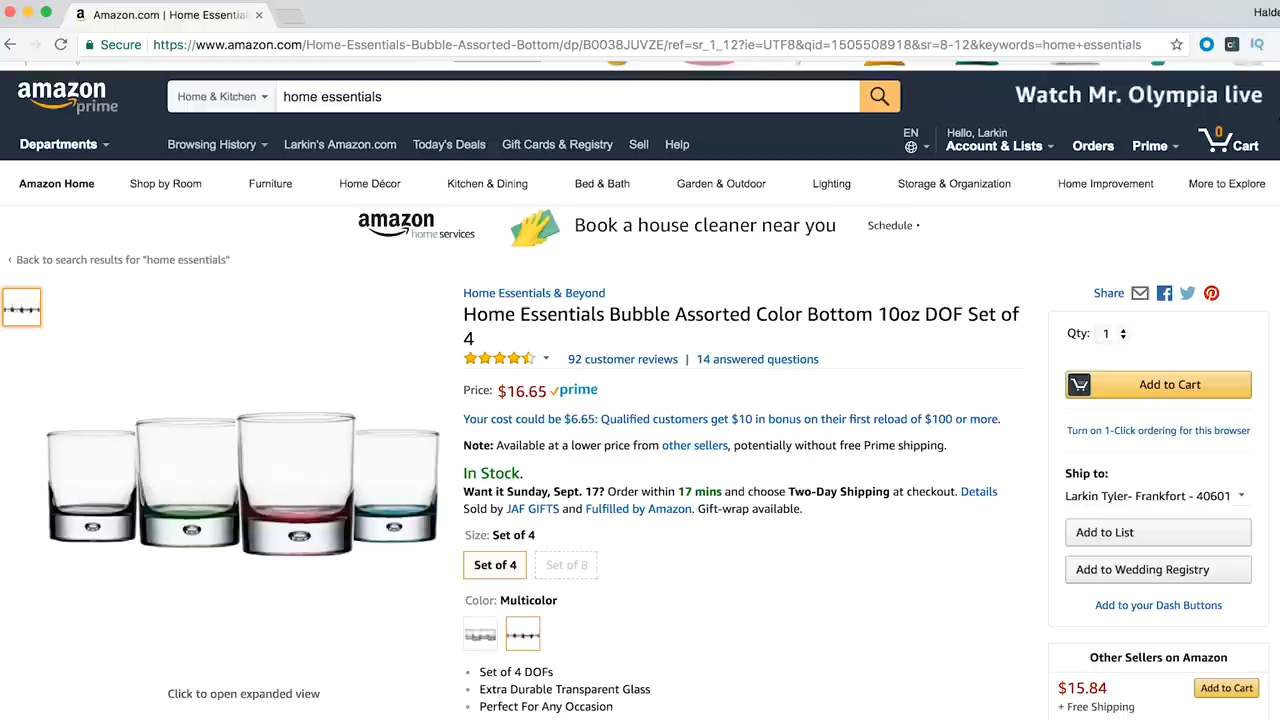 Amazon.com | Home Essentia
Halde
Secure
https://www.amazon.com/Home-Essentials-Bubble-Assorted-Bottom/dp/B0038JUVZE/ref=sr_1_12?ie=UTF8&qid=1505508918&sr=8-12&keywords=home+essentials
IQ
amazon
prime
Home & Kitchen
home essentials
Watch Mr. Olympia live
Departments
Browsing History
Larkin's Amazon.com
Today's Deals
Gift Cards & Registry
Sell
Help
EN
Hello, Larkin
Account & Lists
Orders
Prime
0
Cart
Amazon Home
Shop by Room
Furniture
Home Décor
Kitchen & Dining
Bed & Bath
Garden & Outdoor
Lighting
Storage & Organization
Home Improvement
More to Explore
amazon
home services
Book a house cleaner near you
Schedule
‹ Back to search results for "home essentials"
Home Essentials & Beyond
Home Essentials Bubble Assorted Color Bottom 10oz DOF Set of
4
92 customer reviews | 14 answered questions
Price: $16.65 prime
Your cost could be $6.65: Qualified customers get $10 in bonus on their first reload of $100 or more.
Note: Available at a lower price from other sellers, potentially without free Prime shipping.
In Stock.
Want it Sunday, Sept. 17? Order within 17 mins and choose Two-Day Shipping at checkout. Details
Sold by JAF GIFTS and Fulfilled by Amazon. Gift-wrap available.
Size: Set of 4
Set of 4
Set of 8
Color: Multicolor
• Set of 4 DOFs
• Extra Durable Transparent Glass
• Perfect For Any Occasion
Click to open expanded view
Share
Qty: 1
Add to Cart
Turn on 1-Click ordering for this browser
Ship to:
Larkin Tyler- Frankfort - 40601
Add to List
Add to Wedding Registry
Add to your Dash Buttons
Other Sellers on Amazon
$15.84
Add to Cart
+ Free Shipping